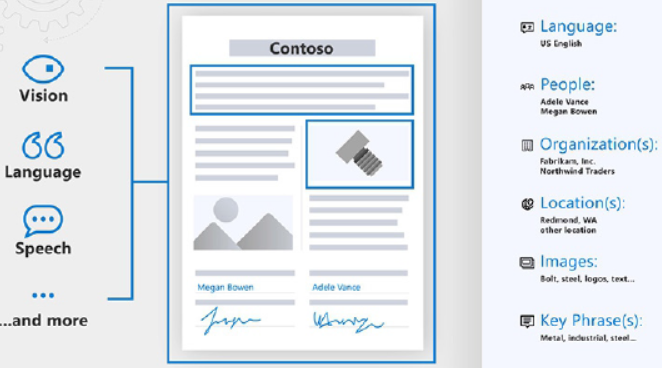 Vision
Language
Speech
...and more
Contoso
Megan Bowen
Adele Vance
Language:
US English
People:
Adele Vance
Megan Bowen
Organization(s):
Fabrikam, Inc.
Northwind Traders
Location(s):
Redmond, WA
other location
Images:
Bolt, steel, logos, text...
Key Phrase(s):
Metal, industrial, steel...